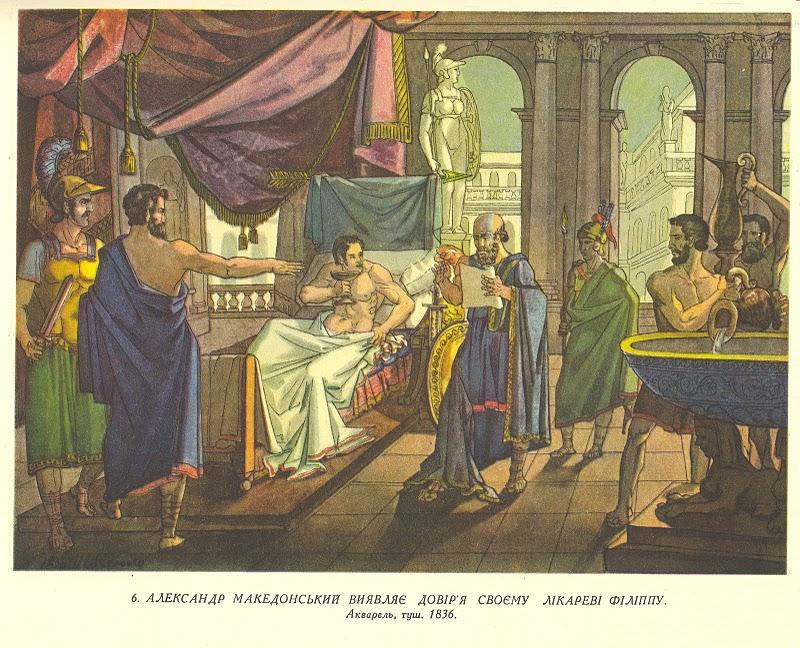 6. АЛЕКСАНДР МАКЕДОНСЬКИЙ ВИЯВЛЯЄ ДОВІР'Я СВОЄМУ ЛІКАРЕВІ ФІЛІППУ.
Акварель, туш. 1836.